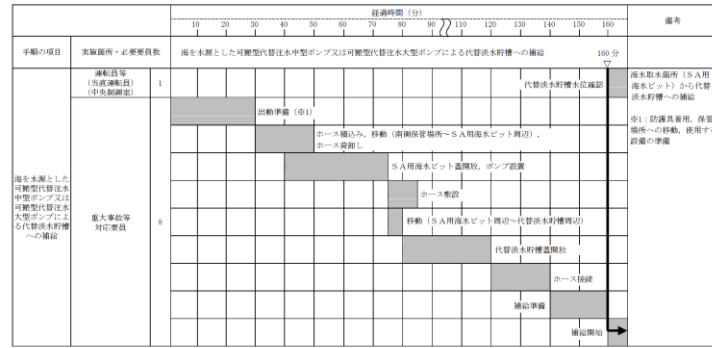 経過時間（分）
備考
10 20 30 40 50 60 70 80 90 100 110 120 130 140 150 160
手順の項目
実施箇所・必要要員数
海を水源とした可搬型代替注水中型ポンプ又は可搬型代替注水大型ポンプによる代替淡水貯槽への補給
160 分
海を水源とした
可搬型代替注水
中型ポンプ又は
可搬型代替注水
大型ポンプによ
る代替淡水貯槽
への補給
運転員等
（当直運転員）
（中央制御室）
1
代替淡水貯槽水位確認
重大事故等
対応要員
8
出動準備（※1）
ホース積込み，移動（南側保管場所～ＳＡ用海水ピット周辺），
ホース荷卸し
ＳＡ用海水ピット蓋開放，ポンプ設置
ホース敷設
移動（ＳＡ用海水ピット周辺～代替淡水貯槽周辺）
代替淡水貯槽蓋開放
ホース接続
補給準備
補給開始
海水取水箇所（ＳＡ用
海水ピット）から代替
淡水貯槽への補給
※1：防護具着用，保管
場所への移動，使用する
設備の準備